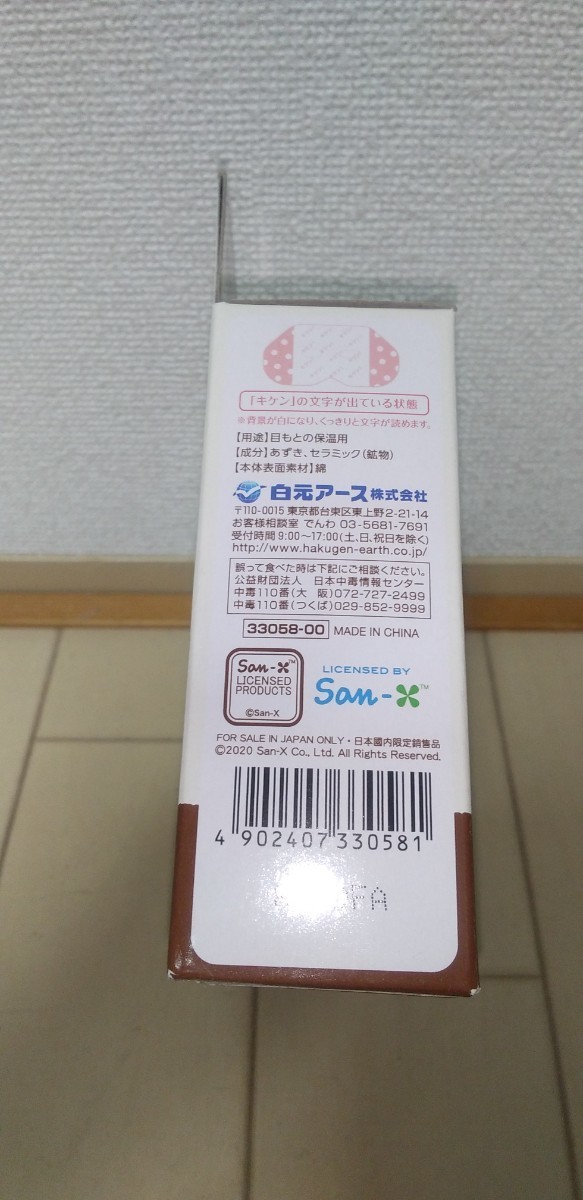 「キケン」の文字が出ている状態
※背景が白になり、くっきりと文字が読めます。
【用途】目もとの保温用
【成分】あずき、セラミック(鉱物)
【本体表面素材】綿
白元アース株式会社
〒110-0015 東京都台東区東上野2-21-14
お客様相談室 でんわ 03-5681-7691
受付時間 9:00〜17:00(土、日、祝日を除く)
http://www.hakugen-earth.co.jp/
誤って食べた時は下記にご相談ください。
公益財団法人 日本中毒情報センター
中毒110番(大 阪)072-727-2499
中毒110番(つくば)029-852-9999
33058-00 MADE IN CHINA
San-X™
LICENSED
PRODUCTS
©San-X
LICENSED BY
San-X™
FOR SALE IN JAPAN ONLY・日本國内限定銷售品
©2020 San-X Co., Ltd. All Rights Reserved.
4 902407 330581